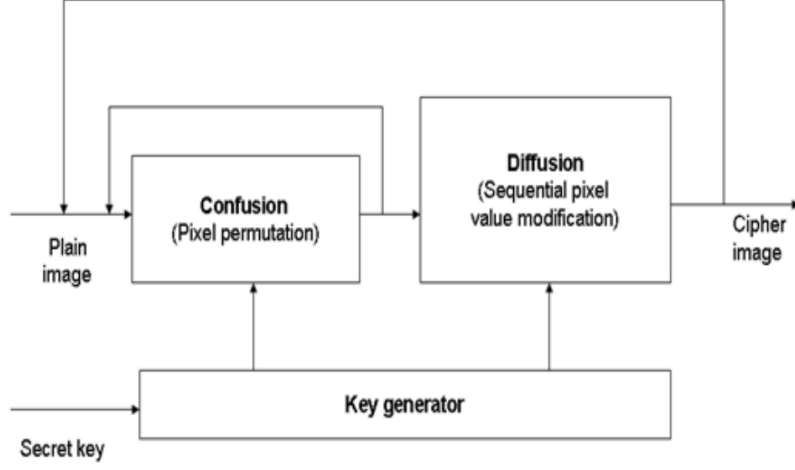 Confusion
(Pixel permutation)
Diffusion
(Sequential pixel
value modification)
Plain
image
Cipher
image
Key generator
Secret key